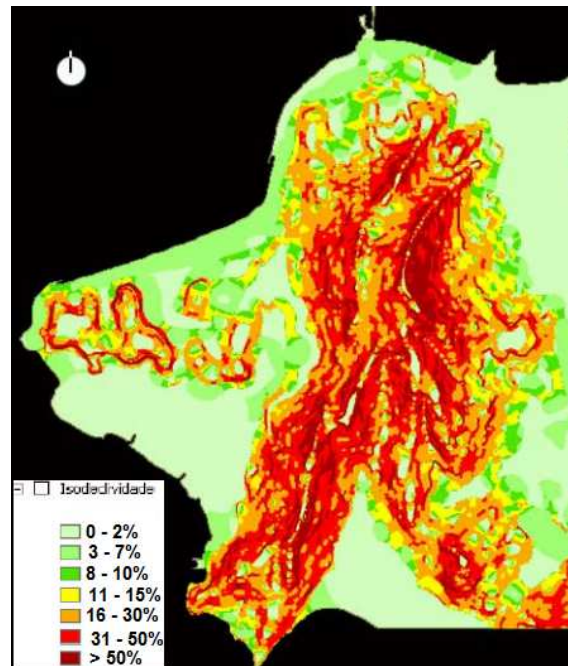 Isodeclividade
0 - 2%
3 - 7%
8 - 10%
11 - 15%
16 - 30%
31 - 50%
> 50%